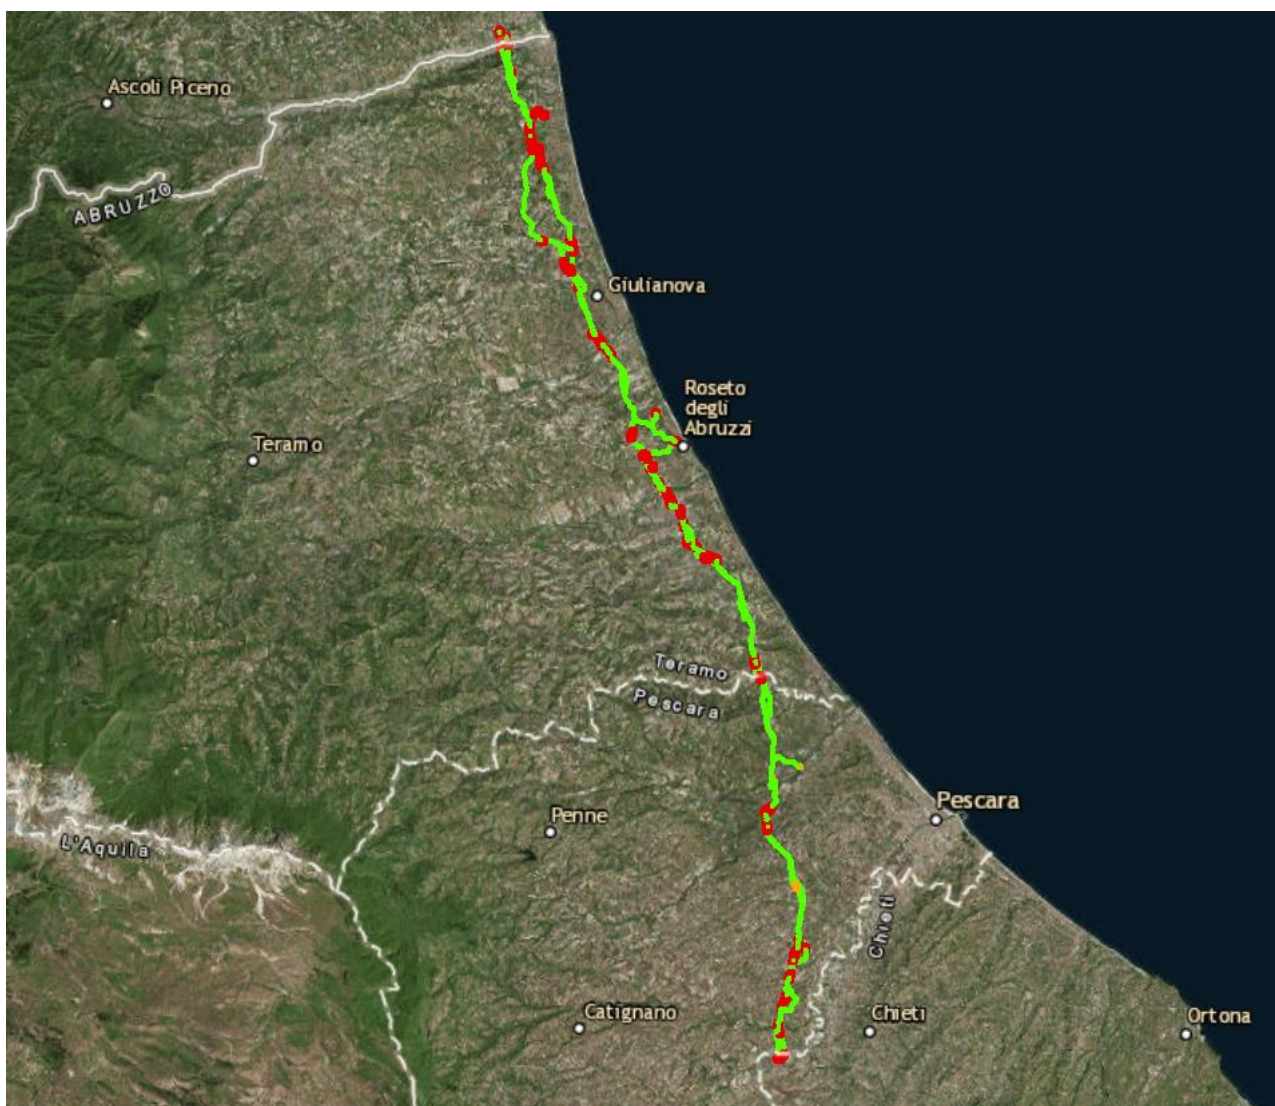 Ascoli Piceno
ABRUZZO
Giulianova
Roseto
degli
Abruzzi
Teramo
Teramo
Pescara
Pescara
Penne
L'Aquila
Chieti
Catignano
Chieti
Ortona